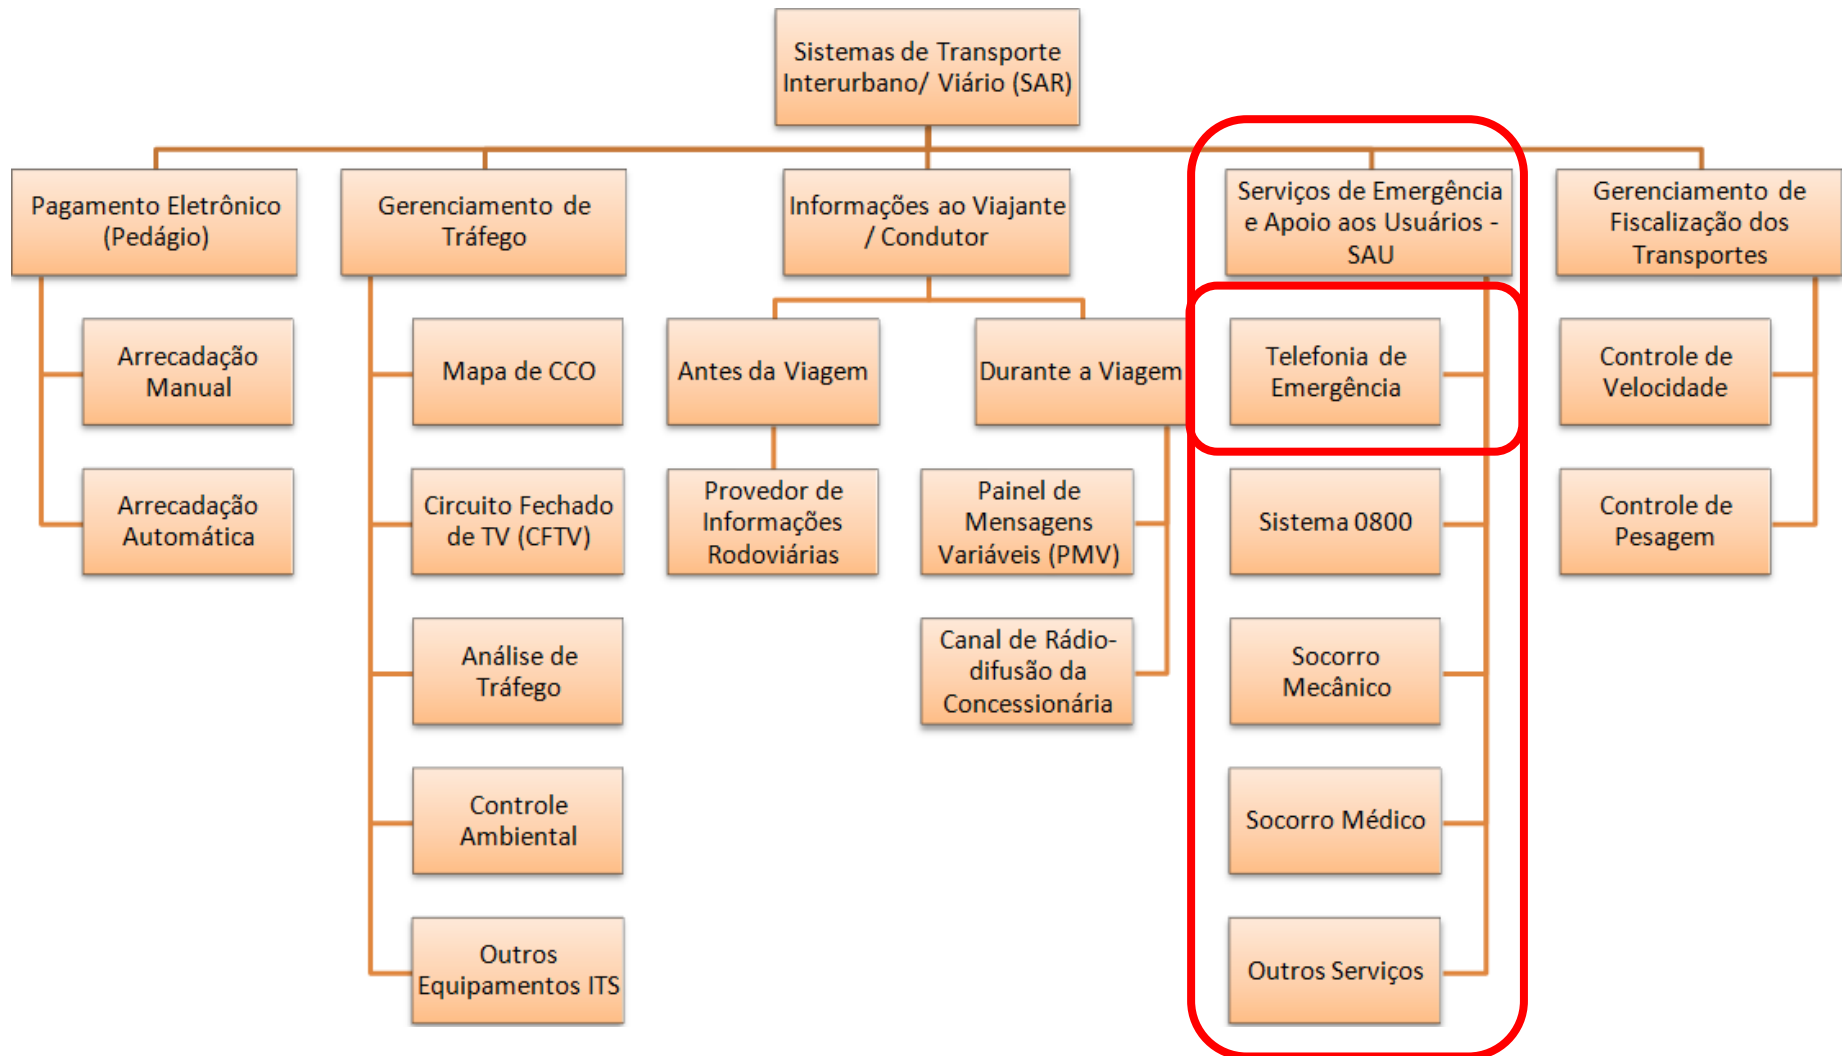 Sistemas de Transporte
Interurbano/ Viário (SAR)
Pagamento Eletrônico
(Pedágio)
Arrecadação
Manual
Arrecadação
Automática
Gerenciamento de
Tráfego
Mapa de CCO
Circuito Fechado
de TV (CFTV)
Análise de
Tráfego
Controle
Ambiental
Outros
Equipamentos ITS
Informações ao Viajante
/ Condutor
Antes da Viagem
Provedor de
Informações
Rodoviárias
Durante a Viagem
Painel de
Mensagens
Variáveis (PMV)
Canal de Rádio-
difusão da
Concessionária
Serviços de Emergência
e Apoio aos Usuários -
SAU
Telefonia de
Emergência
Sistema 0800
Socorro
Mecânico
Socorro Médico
Outros Serviços
Gerenciamento de
Fiscalização dos
Transportes
Controle de
Velocidade
Controle de
Pesagem